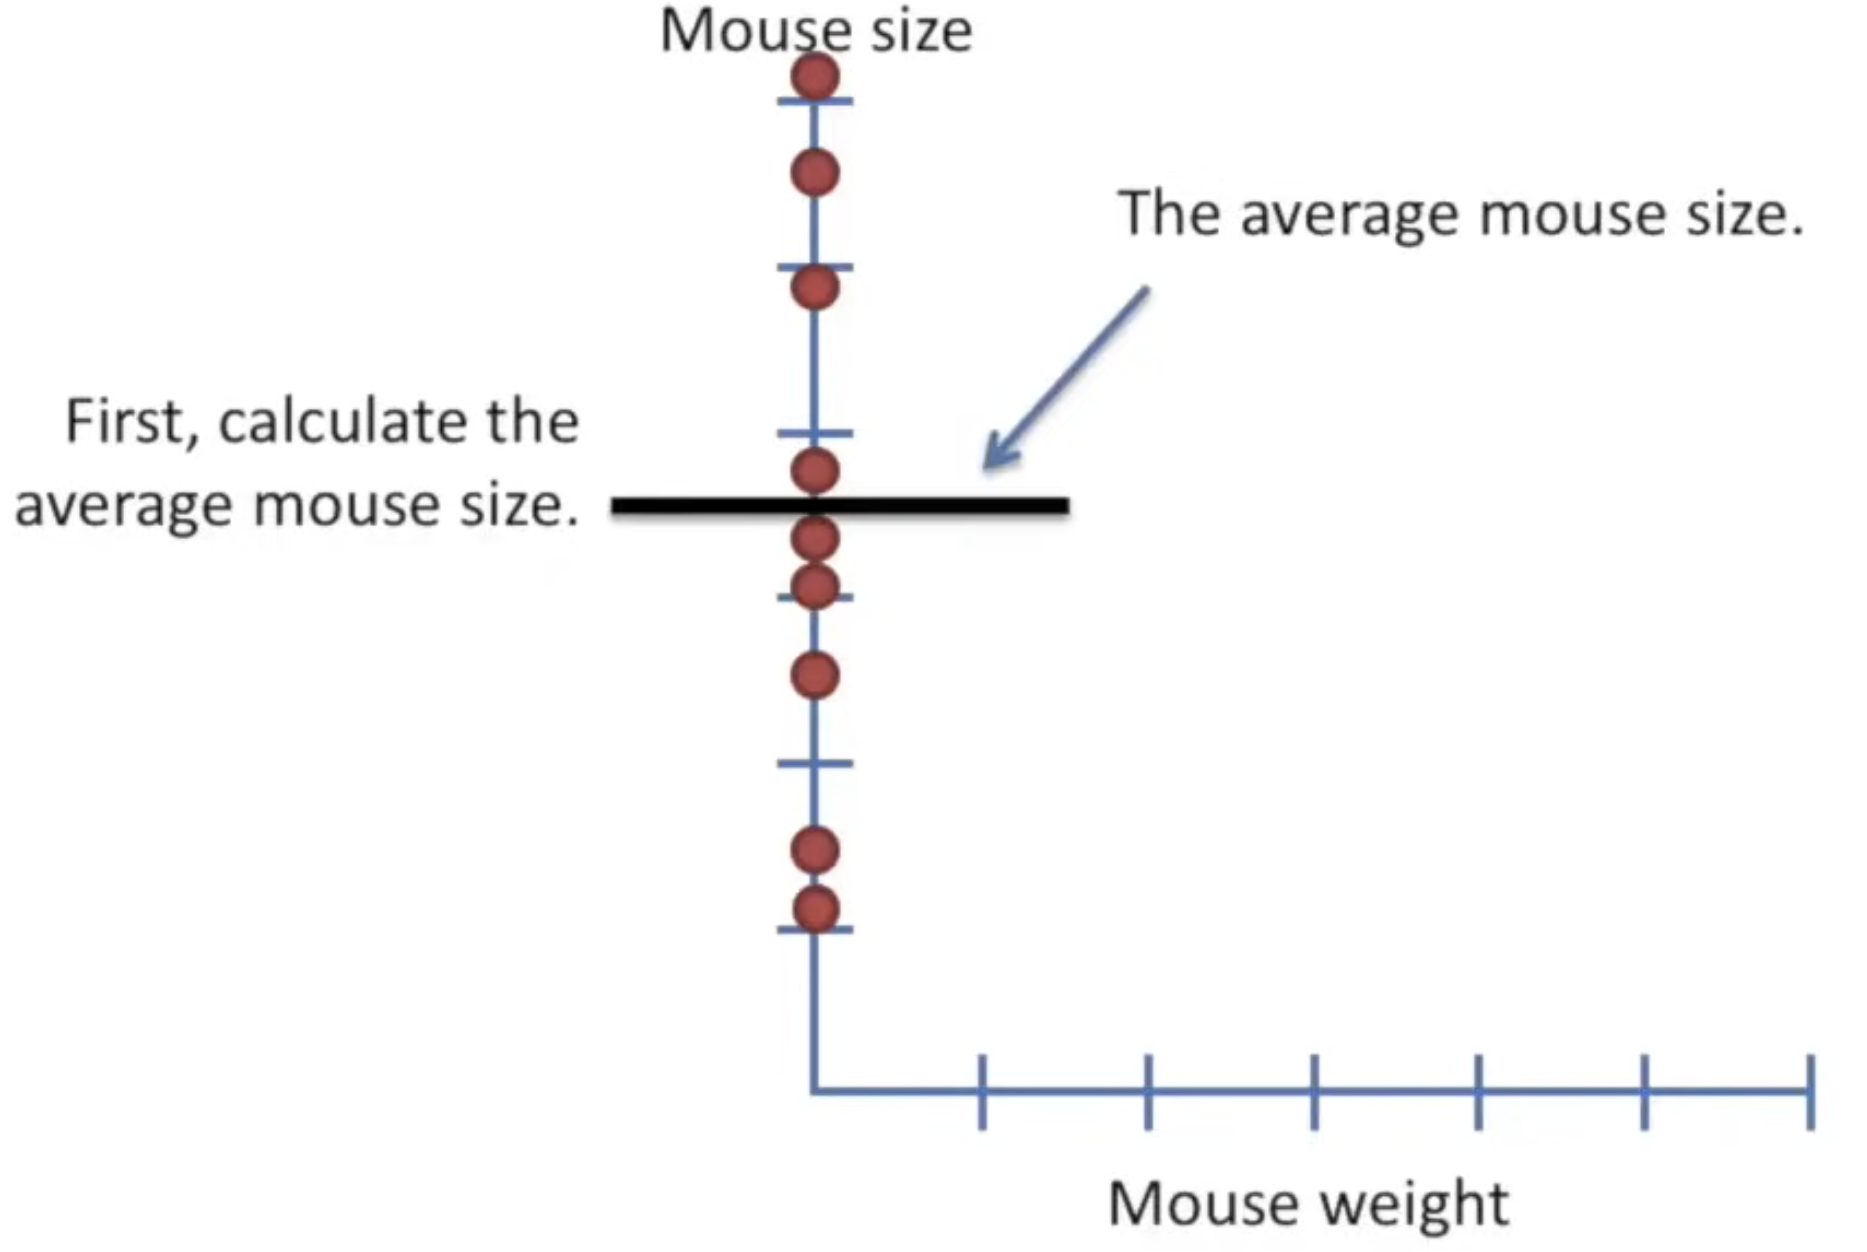 Mouse size
The average mouse size.
First, calculate the
average mouse size.
Mouse weight